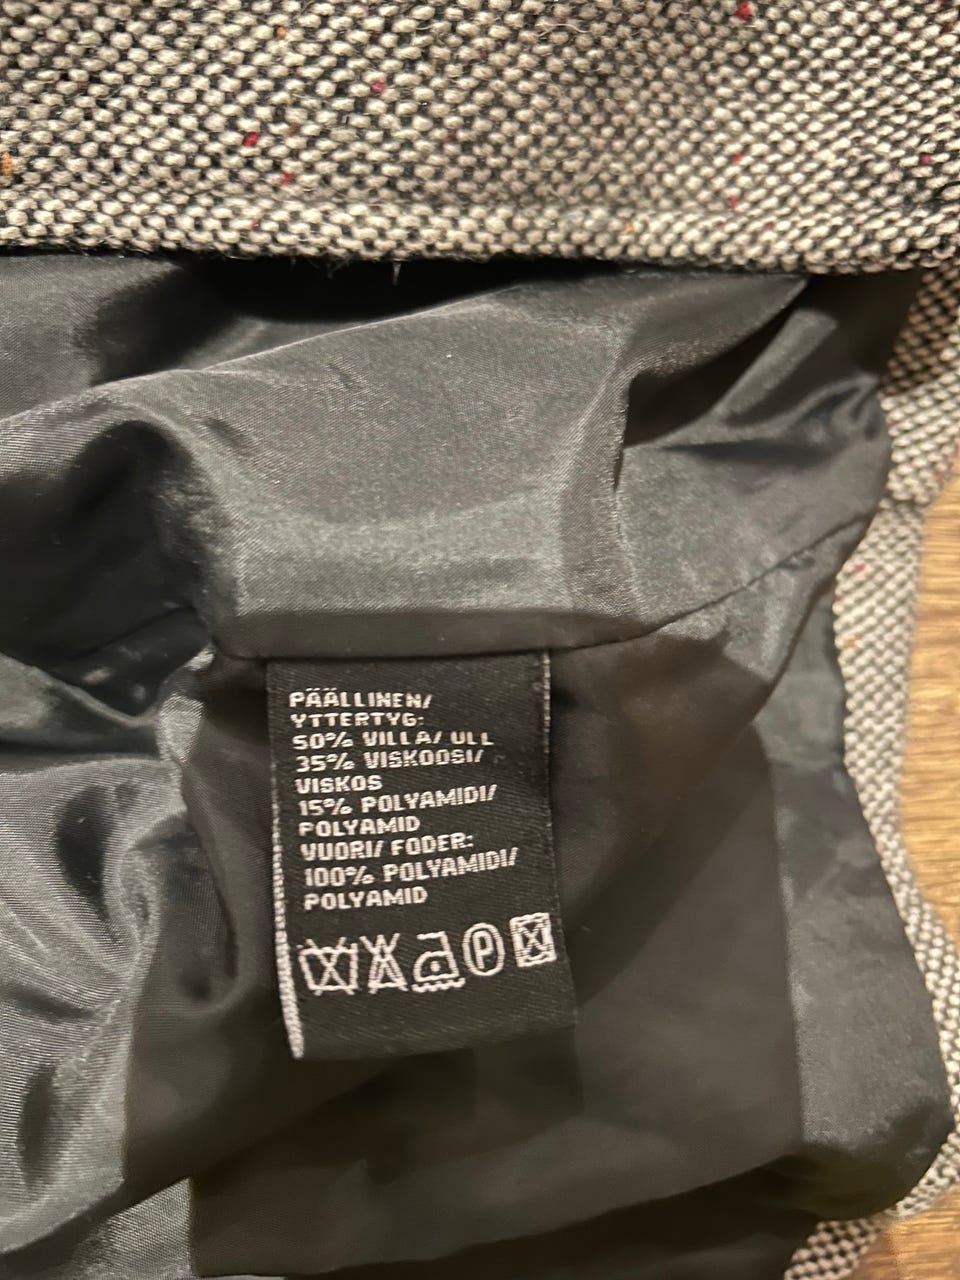 PÄÄLLINEN/
YTTERTYG:
50% VILLA/ ULL
35% VISKOOSI/
VISKOS
15% POLYAMIDI/
POLYAMID
VUORI/ FODER:
100% POLYAMIDI/
POLYAMID
P